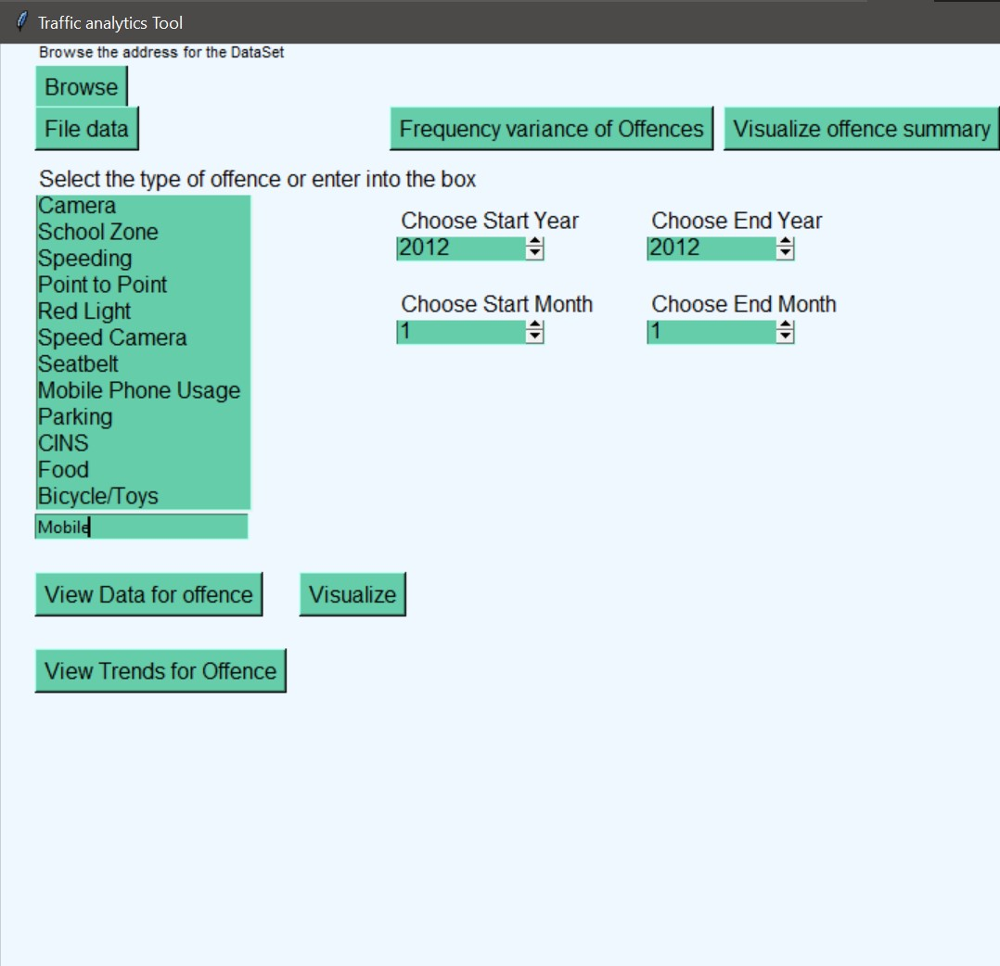 Traffic analytics Tool
Browse the address for the DataSet
Browse
File data
Frequency variance of Offences
Visualize offence summary
Select the type of offence or enter into the box
Camera
School Zone
Speeding
Point to Point
Red Light
Speed Camera
Seatbelt
Mobile Phone Usage
Parking
CINS
Food
Bicycle/Toys
Mobile
Choose Start Year
2012
Choose End Year
2012
Choose Start Month
1
Choose End Month
1
View Data for offence
Visualize
View Trends for Offence